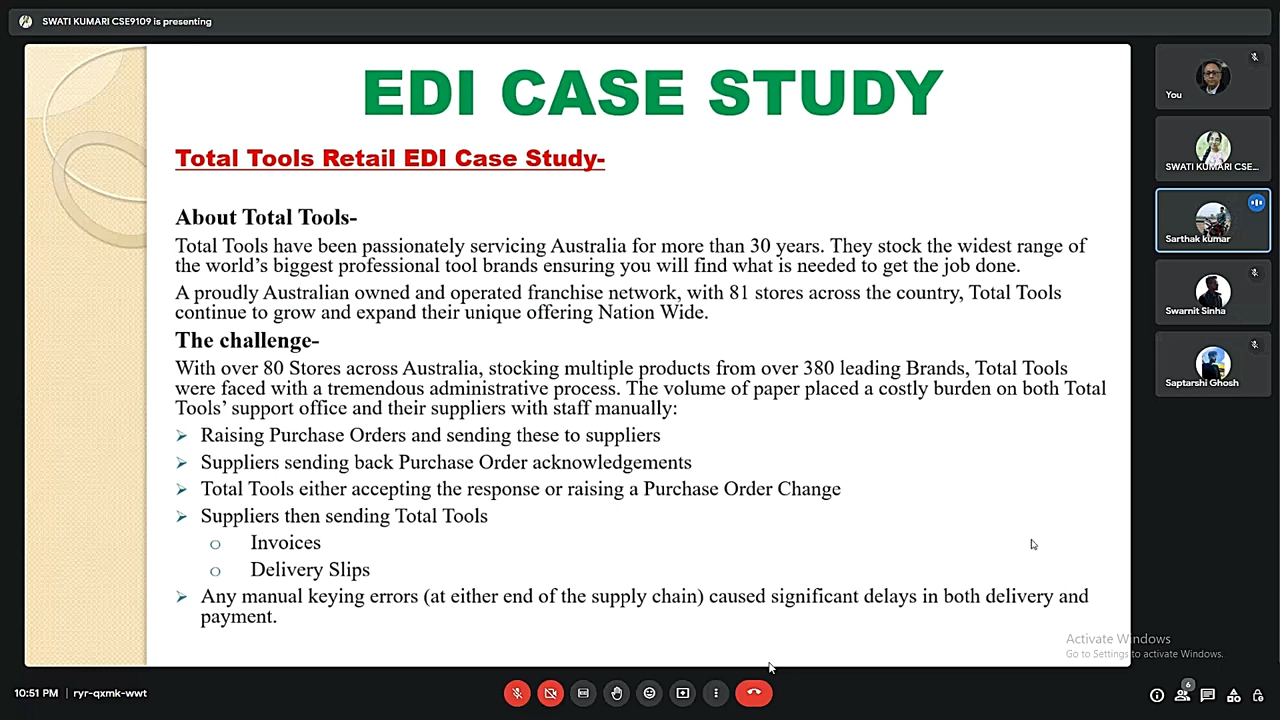 SWATI KUMARI CSE9109 is presenting
EDI CASE STUDY
Total Tools Retail EDI Case Study-
About Total Tools-
Total Tools have been passionately servicing Australia for more than 30 years. They stock the widest range of
the world's biggest professional tool brands ensuring you will find what is needed to get the job done.
A proudly Australian owned and operated franchise network, with 81 stores across the country, Total Tools
continue to grow and expand their unique offering Nation Wide.
The challenge-
With over 80 Stores across Australia, stocking multiple products from over 380 leading Brands, Total Tools
were faced with a tremendous administrative process. The volume of paper placed a costly burden on both Total
Tools' support office and their suppliers with staff manually:
Raising Purchase Orders and sending these to suppliers
Suppliers sending back Purchase Order acknowledgements
Total Tools either accepting the response or raising a Purchase Order Change
Suppliers then sending Total Tools
Invoices
Delivery Slips
Any manual keying errors (at either end of the supply chain) caused significant delays in both delivery and
payment.
You
SWATI KUMARI CSE...
Sarthak kumar
Swarnit Sinha
Saptarshi Ghosh
Activate Windows
Go to Settings to activate Windows.
10:51 PM | ryr-qxmk-wwt
6